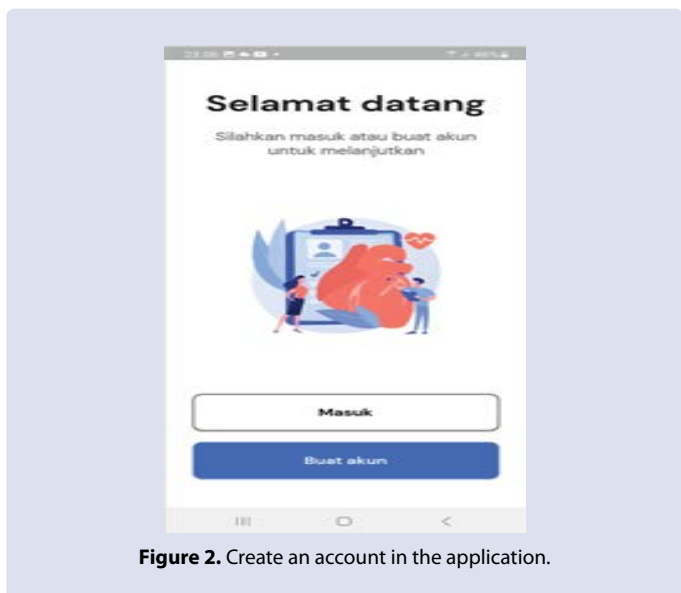 Selamat datang
Silahkan masuk atau buat akun
untuk melanjutkan
Masuk
Buat akun
Figure 2. Create an account in the application.